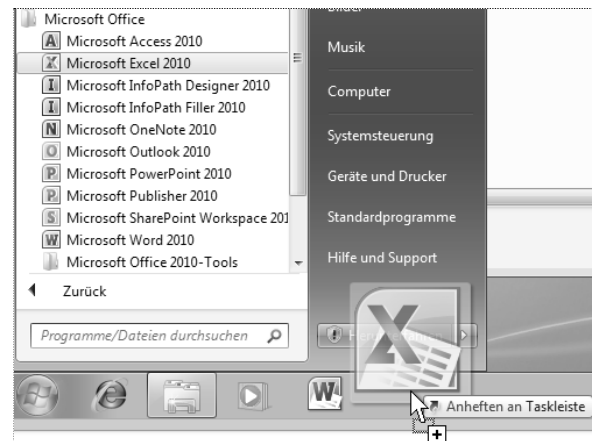 Bilder
Microsoft Office
Microsoft Access 2010
Microsoft Excel 2010
Microsoft InfoPath Designer 2010
Microsoft InfoPath Filler 2010
Microsoft OneNote 2010
Microsoft Outlook 2010
Microsoft PowerPoint 2010
Microsoft Publisher 2010
Microsoft SharePoint Workspace 201
Microsoft Word 2010
Microsoft Office 2010-Tools
Zurück
Programme/Dateien durchsuchen
Musik
Computer
Systemsteuerung
Geräte und Drucker
Standardprogramme
Hilfe und Support
Herunterfahren
Anheften an Taskleiste